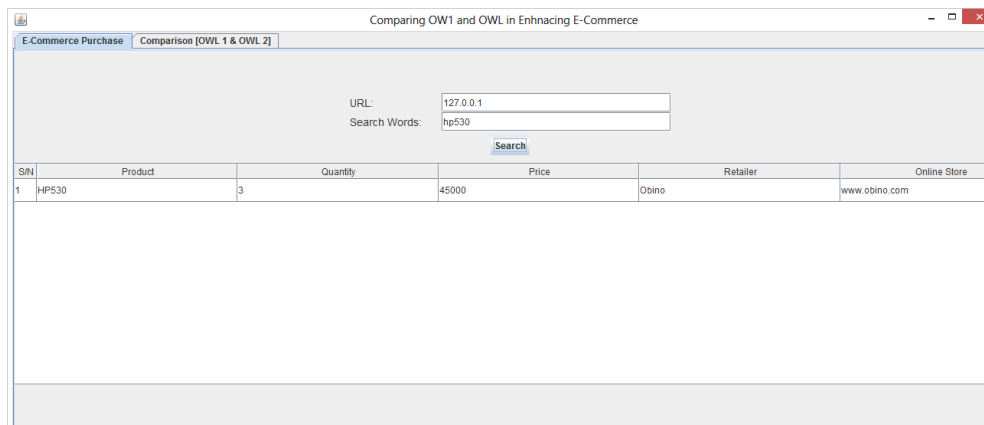 Comparing OW1 and OWL in Enhnacing E-Commerce
E-Commerce Purchase Comparison [OWL 1 & OWL 2]
URL: 127.0.0.1
Search Words: hp530
Search
S/N Product Quantity Price Retailer Online Store
1 HP530 3 45000 Obino www.obino.com